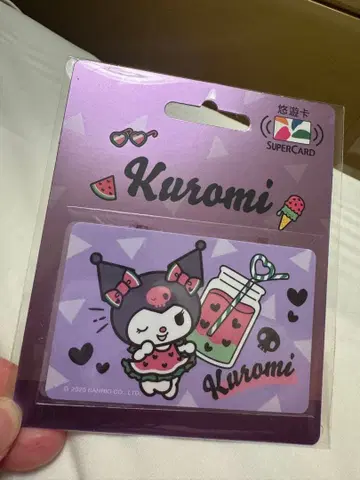 悠遊卡
SUPERCARD
Kuromi
Kuromi
© 2025 SANRIO CO., LTD.